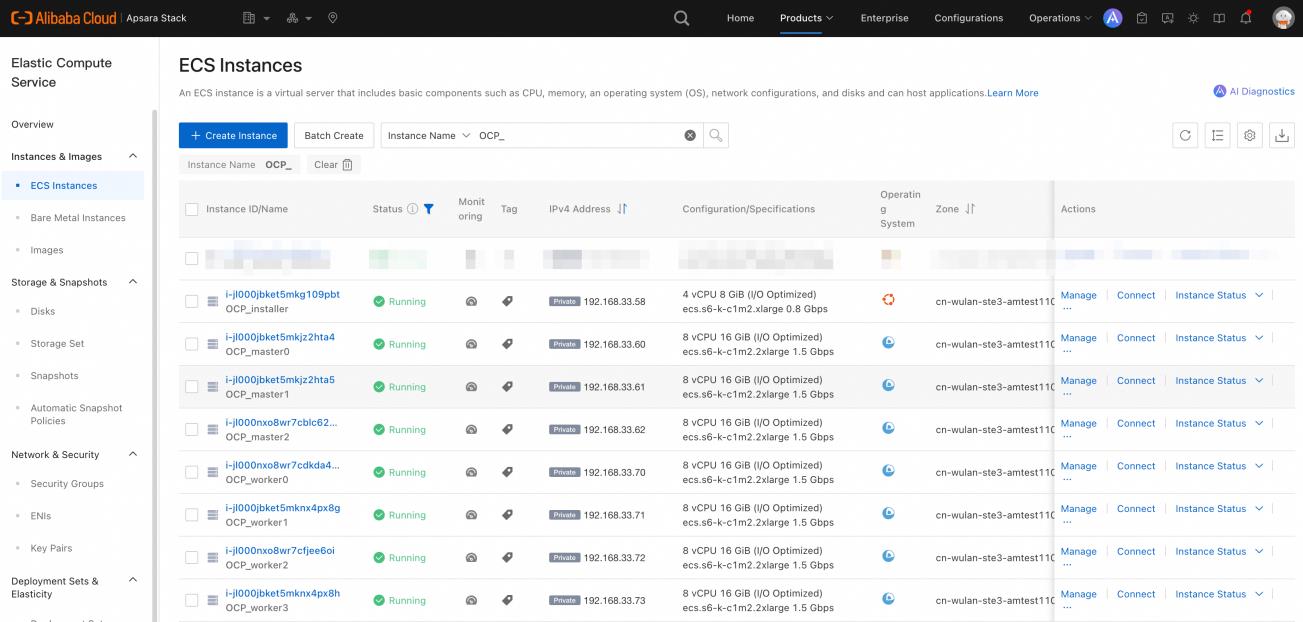 Alibaba Cloud | Apsara Stack
Home
Products
Enterprise
Configurations
Operations
Elastic Compute
Service
Overview
Instances & Images
ECS Instances
Bare Metal Instances
Images
Storage & Snapshots
Disks
Storage Set
Snapshots
Automatic Snapshot
Policies
Network & Security
Security Groups
ENIs
Key Pairs
Deployment Sets &
Elasticity
ECS Instances
An ECS instance is a virtual server that includes basic components such as CPU, memory, an operating system (OS), network configurations, and disks and can host applications.Learn More
AI Diagnostics
+ Create Instance
Batch Create
Instance Name
OCP_
Instance Name OCP_
Clear
Instance ID/Name
Status
Monit
oring
Tag
IPv4 Address
Configuration/Specifications
Operatin
g
System
Zone
Actions
i-jl000jbket5mkg109pbt
OCP_installer
Running
Private 192.168.33.58
4 vCPU 8 GiB (I/O Optimized)
ecs.s6-k-c1m2.xlarge 0.8 Gbps
cn-wulan-ste3-amtest110
Manage Connect Instance Status
...
i-jl000jbket5mkjz2hta4
OCP_master0
Running
Private 192.168.33.60
8 vCPU 16 GiB (I/O Optimized)
ecs.s6-k-c1m2.2xlarge 1.5 Gbps
cn-wulan-ste3-amtest110
Manage Connect Instance Status
...
i-jl000jbket5mkjz2hta5
OCP_master1
Running
Private 192.168.33.61
8 vCPU 16 GiB (I/O Optimized)
ecs.s6-k-c1m2.2xlarge 1.5 Gbps
cn-wulan-ste3-amtest110
Manage Connect Instance Status
...
i-jl000nxo8wr7cblc62...
OCP_master2
Running
Private 192.168.33.62
8 vCPU 16 GiB (I/O Optimized)
ecs.s6-k-c1m2.2xlarge 1.5 Gbps
cn-wulan-ste3-amtest110
Manage Connect Instance Status
...
i-jl000nxo8wr7cdkda4...
OCP_worker0
Running
Private 192.168.33.70
8 vCPU 16 GiB (I/O Optimized)
ecs.s6-k-c1m2.2xlarge 1.5 Gbps
cn-wulan-ste3-amtest110
Manage Connect Instance Status
...
i-jl000jbket5mknx4px8g
OCP_worker1
Running
Private 192.168.33.71
8 vCPU 16 GiB (I/O Optimized)
ecs.s6-k-c1m2.2xlarge 1.5 Gbps
cn-wulan-ste3-amtest110
Manage Connect Instance Status
...
i-jl000nxo8wr7cfjee6oi
OCP_worker2
Running
Private 192.168.33.72
8 vCPU 16 GiB (I/O Optimized)
ecs.s6-k-c1m2.2xlarge 1.5 Gbps
cn-wulan-ste3-amtest110
Manage Connect Instance Status
...
i-jl000jbket5mknx4px8h
OCP_worker3
Running
Private 192.168.33.73
8 vCPU 16 GiB (I/O Optimized)
ecs.s6-k-c1m2.2xlarge 1.5 Gbps
cn-wulan-ste3-amtest110
Manage Connect Instance Status
...